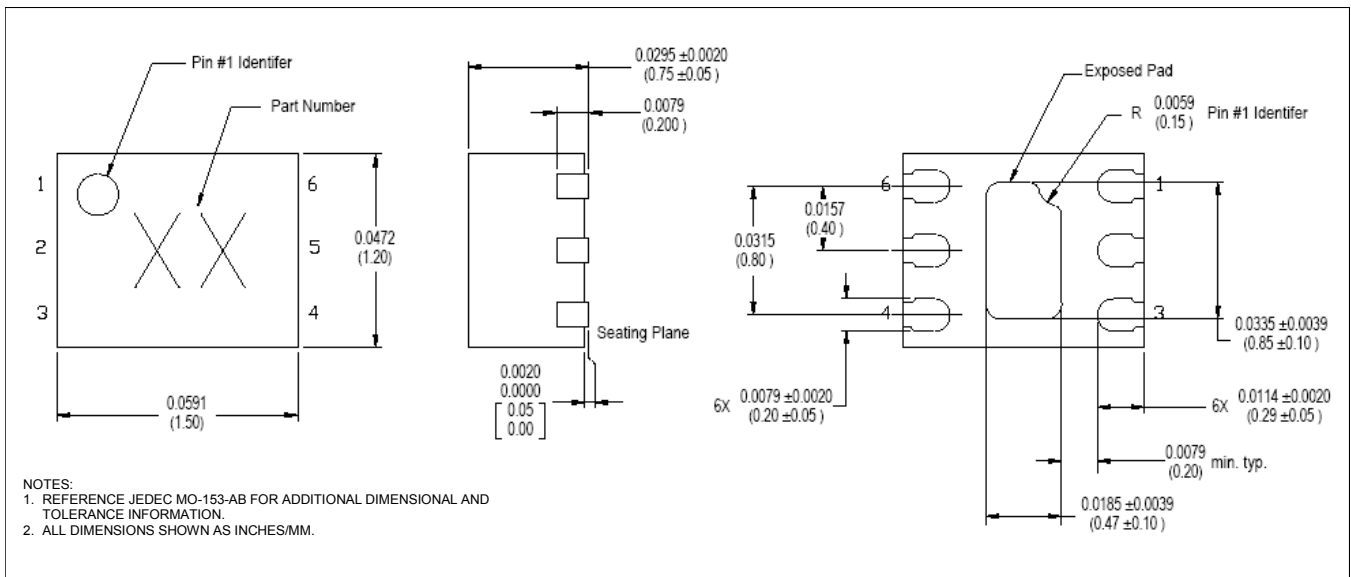 Pin #1 Identifer
Part Number
1
2
3
6
5
4
0.0472
(1.20)
0.0591
(1.50)
0.0295 ±0.0020
(0.75 ±0.05 )
0.0079
(0.200 )
Seating Plane
0.0020
0.0000
[ 0.05 ]
[ 0.00 ]
Exposed Pad
R 0.0059
(0.15) Pin #1 Identifer
6
4
1
3
0.0157
(0.40)
0.0315
(0.80 )
6X 0.0079 ±0.0020
(0.20 ±0.05 )
0.0335 ±0.0039
(0.85 ±0.10 )
6X 0.0114 ±0.0020
(0.29 ±0.05 )
0.0079
(0.20) min. typ.
0.0185 ±0.0039
(0.47 ±0.10 )
XX
NOTES:
1. REFERENCE JEDEC MO-153-AB FOR ADDITIONAL DIMENSIONAL AND
TOLERANCE INFORMATION.
2. ALL DIMENSIONS SHOWN AS INCHES/MM.